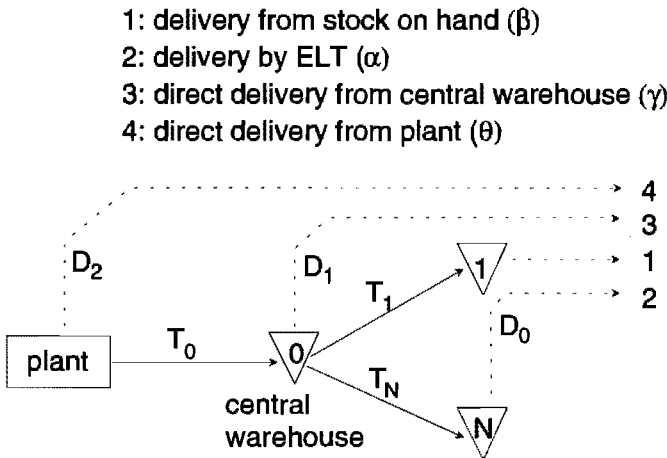 1: delivery from stock on hand (β)
2: delivery by ELT (α)
3: direct delivery from central warehouse (γ)
4: direct delivery from plant (θ)
4
3
D₂
D₁
1
1
T₁
2
D₀
T₀
plant
0
T_N
central
warehouse
N